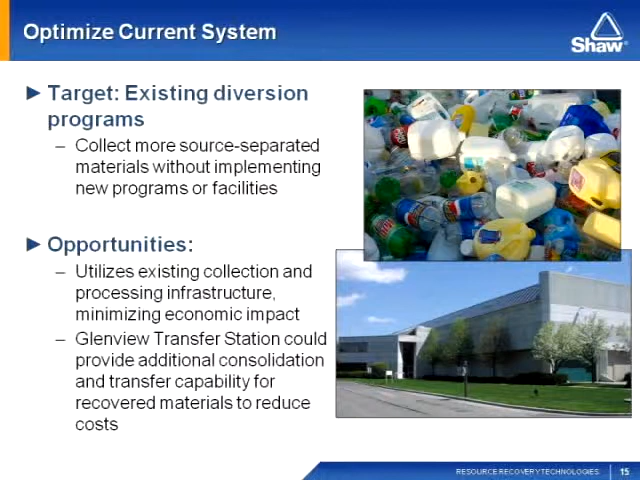 Optimize Current System
Shaw®
► Target: Existing diversion
programs
– Collect more source-separated
materials without implementing
new programs or facilities
► Opportunities:
– Utilizes existing collection and
processing infrastructure,
minimizing economic impact
– Glenview Transfer Station could
provide additional consolidation
and transfer capability for
recovered materials to reduce
costs
RESOURCE RECOVERY TECHNOLOGIES
15